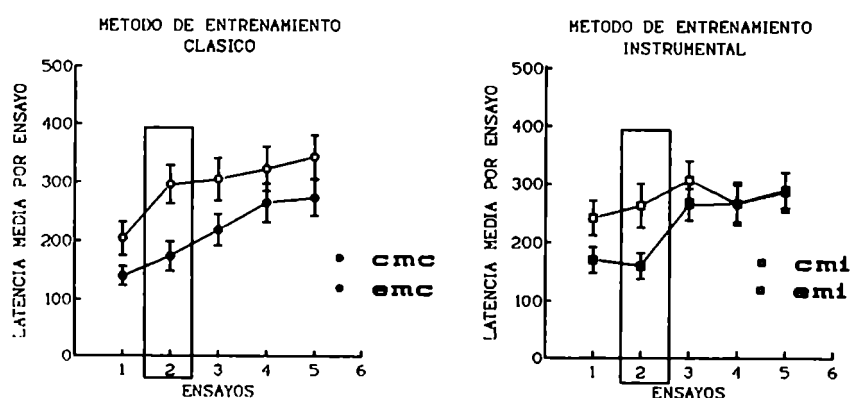 METODO DE ENTRENAMIENTO
CLASICO
LATENCIA MEDIA POR ENSAYO
500
400
300
200
100
0
1 2 3 4 5 6
ENSAYOS
cmc
emc
METODO DE ENTRENAMIENTO
INSTRUMENTAL
LATENCIA MEDIA POR ENSAYO
500
400
300
200
100
0
1 2 3 4 5 6
ENSAYOS
cmi
emi